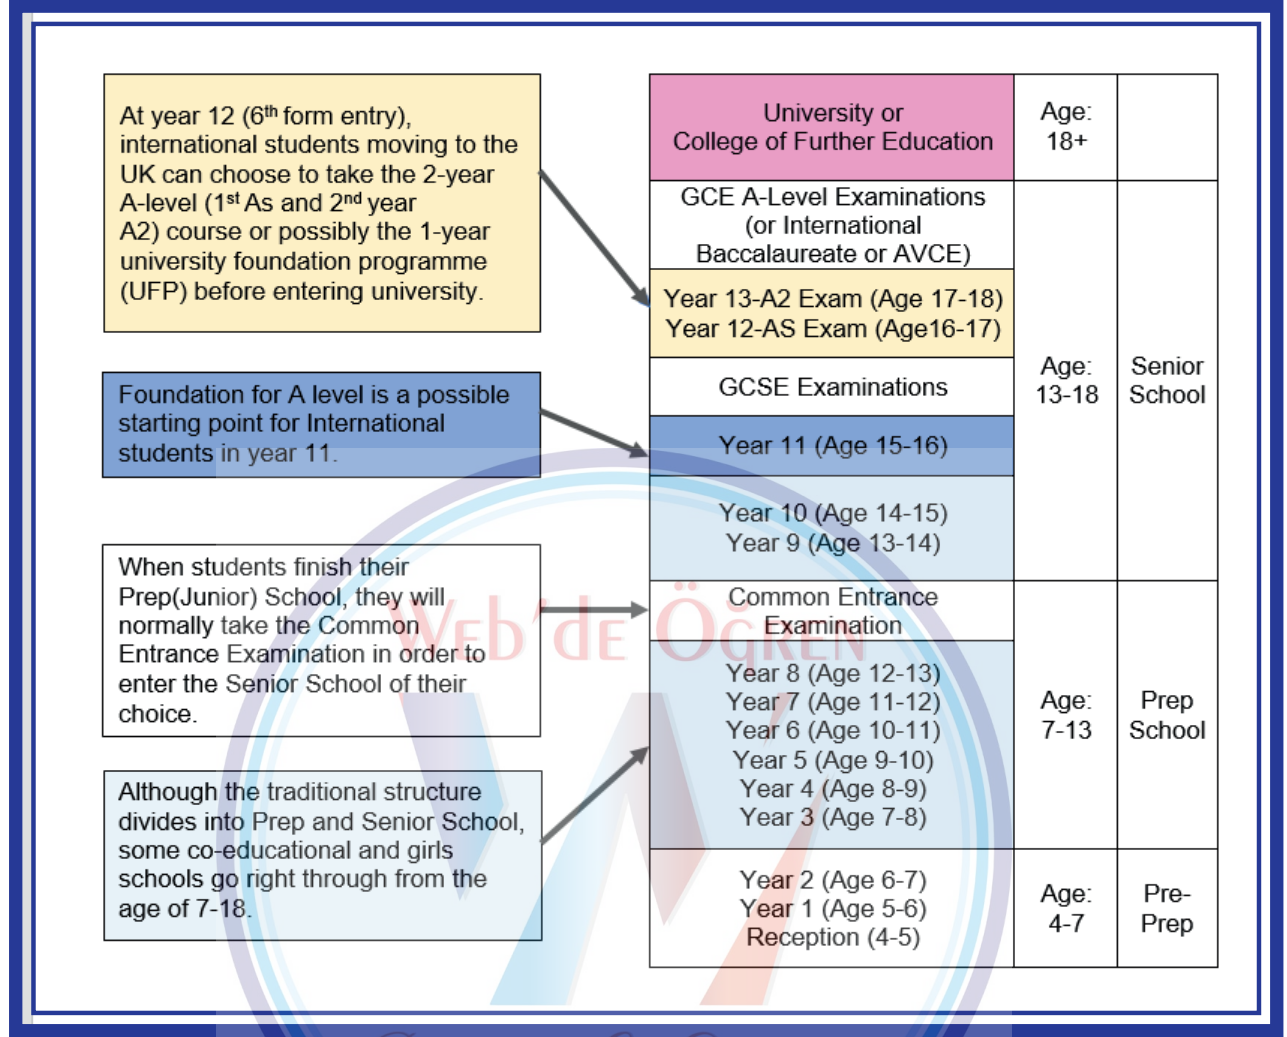 At year 12 (6th form entry),
international students moving to the
UK can choose to take the 2-year
A-level (1st As and 2nd year
A2) course or possibly the 1-year
university foundation programme
(UFP) before entering university.
Foundation for A level is a possible
starting point for International
students in year 11.
When students finish their
Prep(Junior) School, they will
normally take the Common
Entrance Examination in order to
enter the Senior School of their
choice.
Although the traditional structure
divides into Prep and Senior School,
some co-educational and girls
schools go right through from the
age of 7-18.
University or
College of Further Education
Age:
18+
GCE A-Level Examinations
(or International
Baccalaureate or AVCE)
Year 13-A2 Exam (Age 17-18)
Year 12-AS Exam (Age16-17)
GCSE Examinations
Year 11 (Age 15-16)
Year 10 (Age 14-15)
Year 9 (Age 13-14)
Age:
13-18
Senior
School
Common Entrance
Examination
Year 8 (Age 12-13)
Year 7 (Age 11-12)
Year 6 (Age 10-11)
Year 5 (Age 9-10)
Year 4 (Age 8-9)
Year 3 (Age 7-8)
Age:
7-13
Prep
School
Year 2 (Age 6-7)
Year 1 (Age 5-6)
Reception (4-5)
Age:
4-7
Pre-
Prep
Web'de Öğren